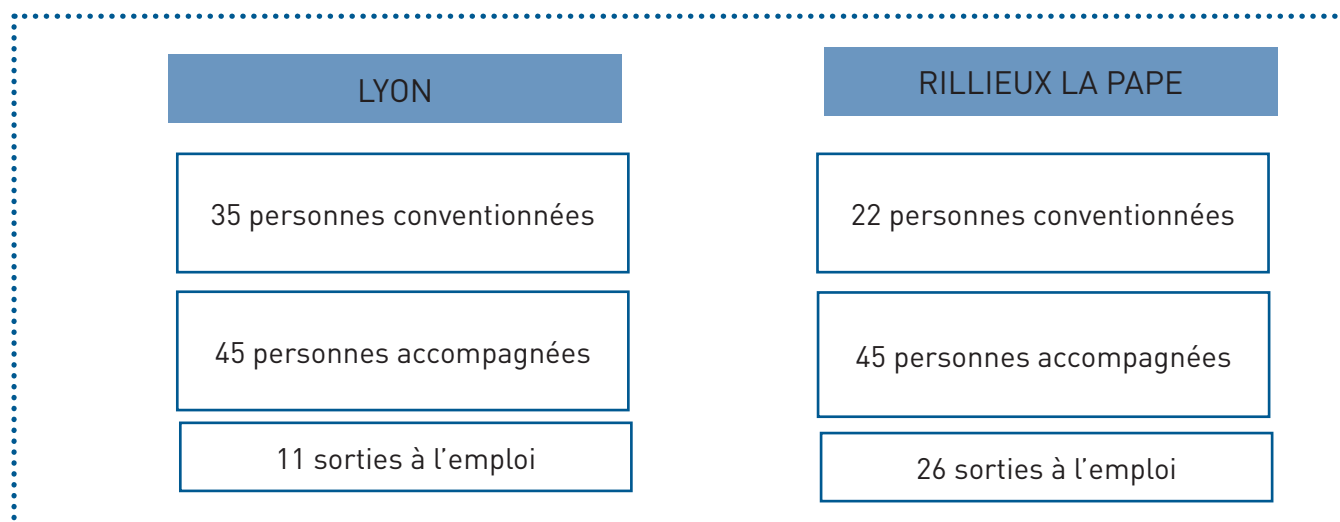 LYON
35 personnes conventionnées
45 personnes accompagnées
11 sorties à l’emploi
RILLIEUX LA PAPE
22 personnes conventionnées
45 personnes accompagnées
26 sorties à l’emploi